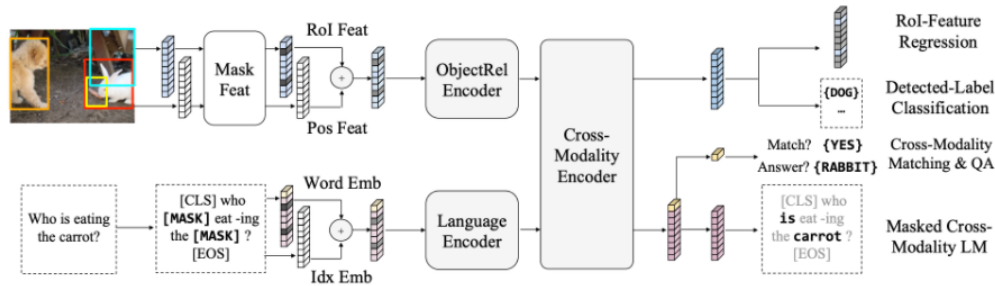 RoI Feat
Mask
Feat
Pos Feat
ObjectRel
Encoder
Cross-
Modality
Encoder
RoI-Feature
Regression
{DOG}
...
Detected-Label
Classification
Match? {YES}
Answer? {RABBIT}
Cross-Modality
Matching & QA
Who is eating
the carrot?
[CLS] who
[MASK] eat -ing
the [MASK] ?
[EOS]
Word Emb
Idx Emb
Language
Encoder
[CLS] who
is eat -ing
the carrot ?
[EOS]
Masked Cross-
Modality LM